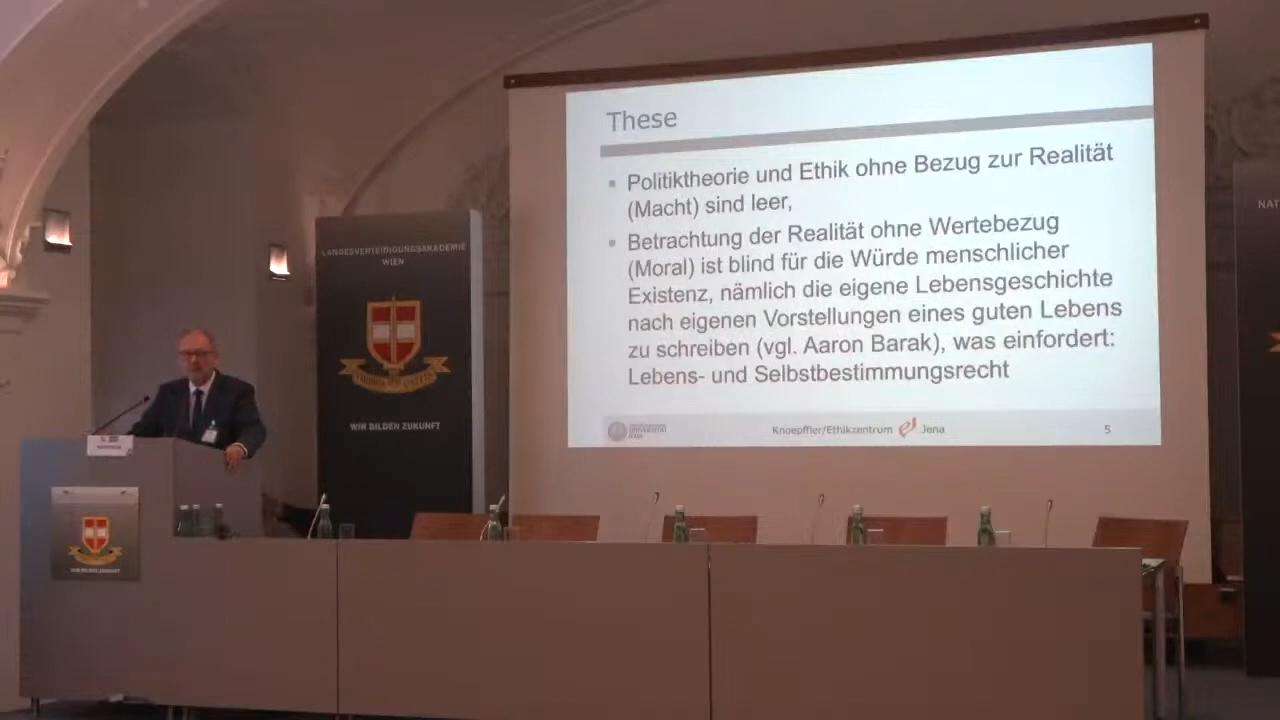 These
Politiktheorie und Ethik ohne Bezug zur Realität
(Macht) sind leer,
Betrachtung der Realität ohne Wertebezug
(Moral) ist blind für die Würde menschlicher
Existenz, nämlich die eigene Lebensgeschichte
nach eigenen Vorstellungen eines guten Lebens
zu schreiben (vgl. Aaron Barak), was einfordert:
Lebens- und Selbstbestimmungsrecht
Knoepffler/Ethikzentrum Jena
5
LANDESVERTEIDIGUNGSAKADEMIE
WIEN
WIR BILDEN ZUKUNFT
WIR BILDEN ZUKUNFT
NAT